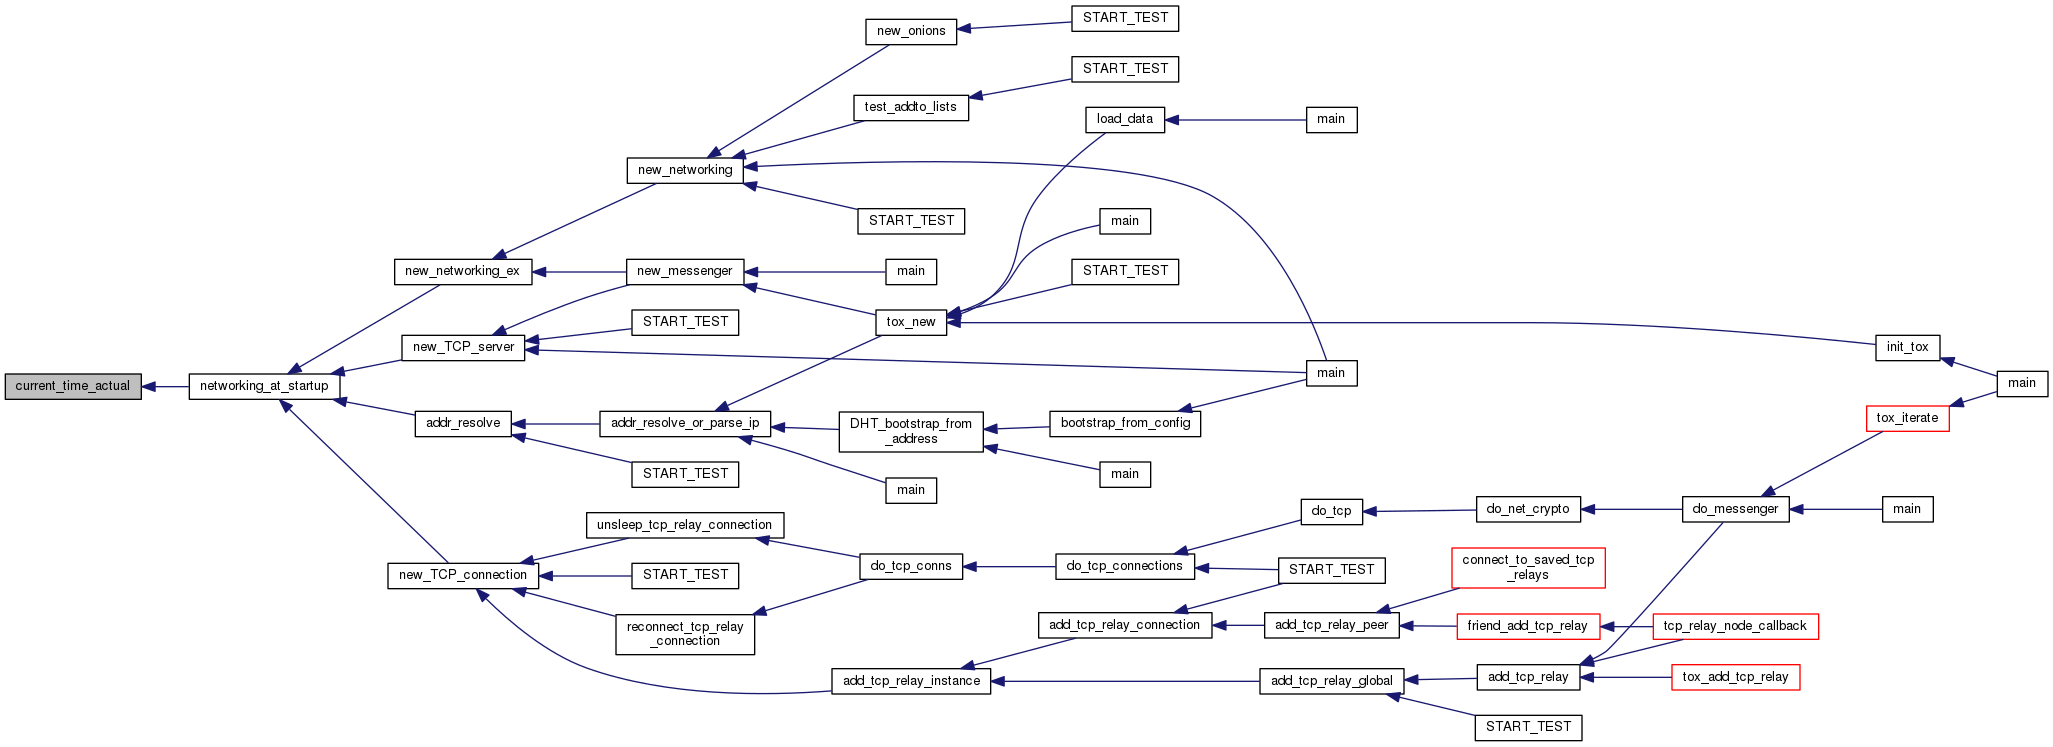 current_time_actual
networking_at_startup
new_networking_ex
new_TCP_server
addr_resolve
new_TCP_connection
new_networking
new_messenger
START_TEST
addr_resolve_or_parse_ip
START_TEST
unsleep_tcp_relay_connection
START_TEST
reconnect_tcp_relay
_connection
new_onions
test_addto_lists
START_TEST
main
tox_new
DHT_bootstrap_from
_address
main
do_tcp_conns
add_tcp_relay_instance
START_TEST
START_TEST
load_data
main
START_TEST
bootstrap_from_config
main
do_tcp_connections
add_tcp_relay_connection
main
main
do_tcp
START_TEST
add_tcp_relay_peer
add_tcp_relay_global
do_net_crypto
connect_to_saved_tcp
_relays
friend_add_tcp_relay
add_tcp_relay
START_TEST
do_messenger
tcp_relay_node_callback
tox_add_tcp_relay
init_tox
tox_iterate
main
main